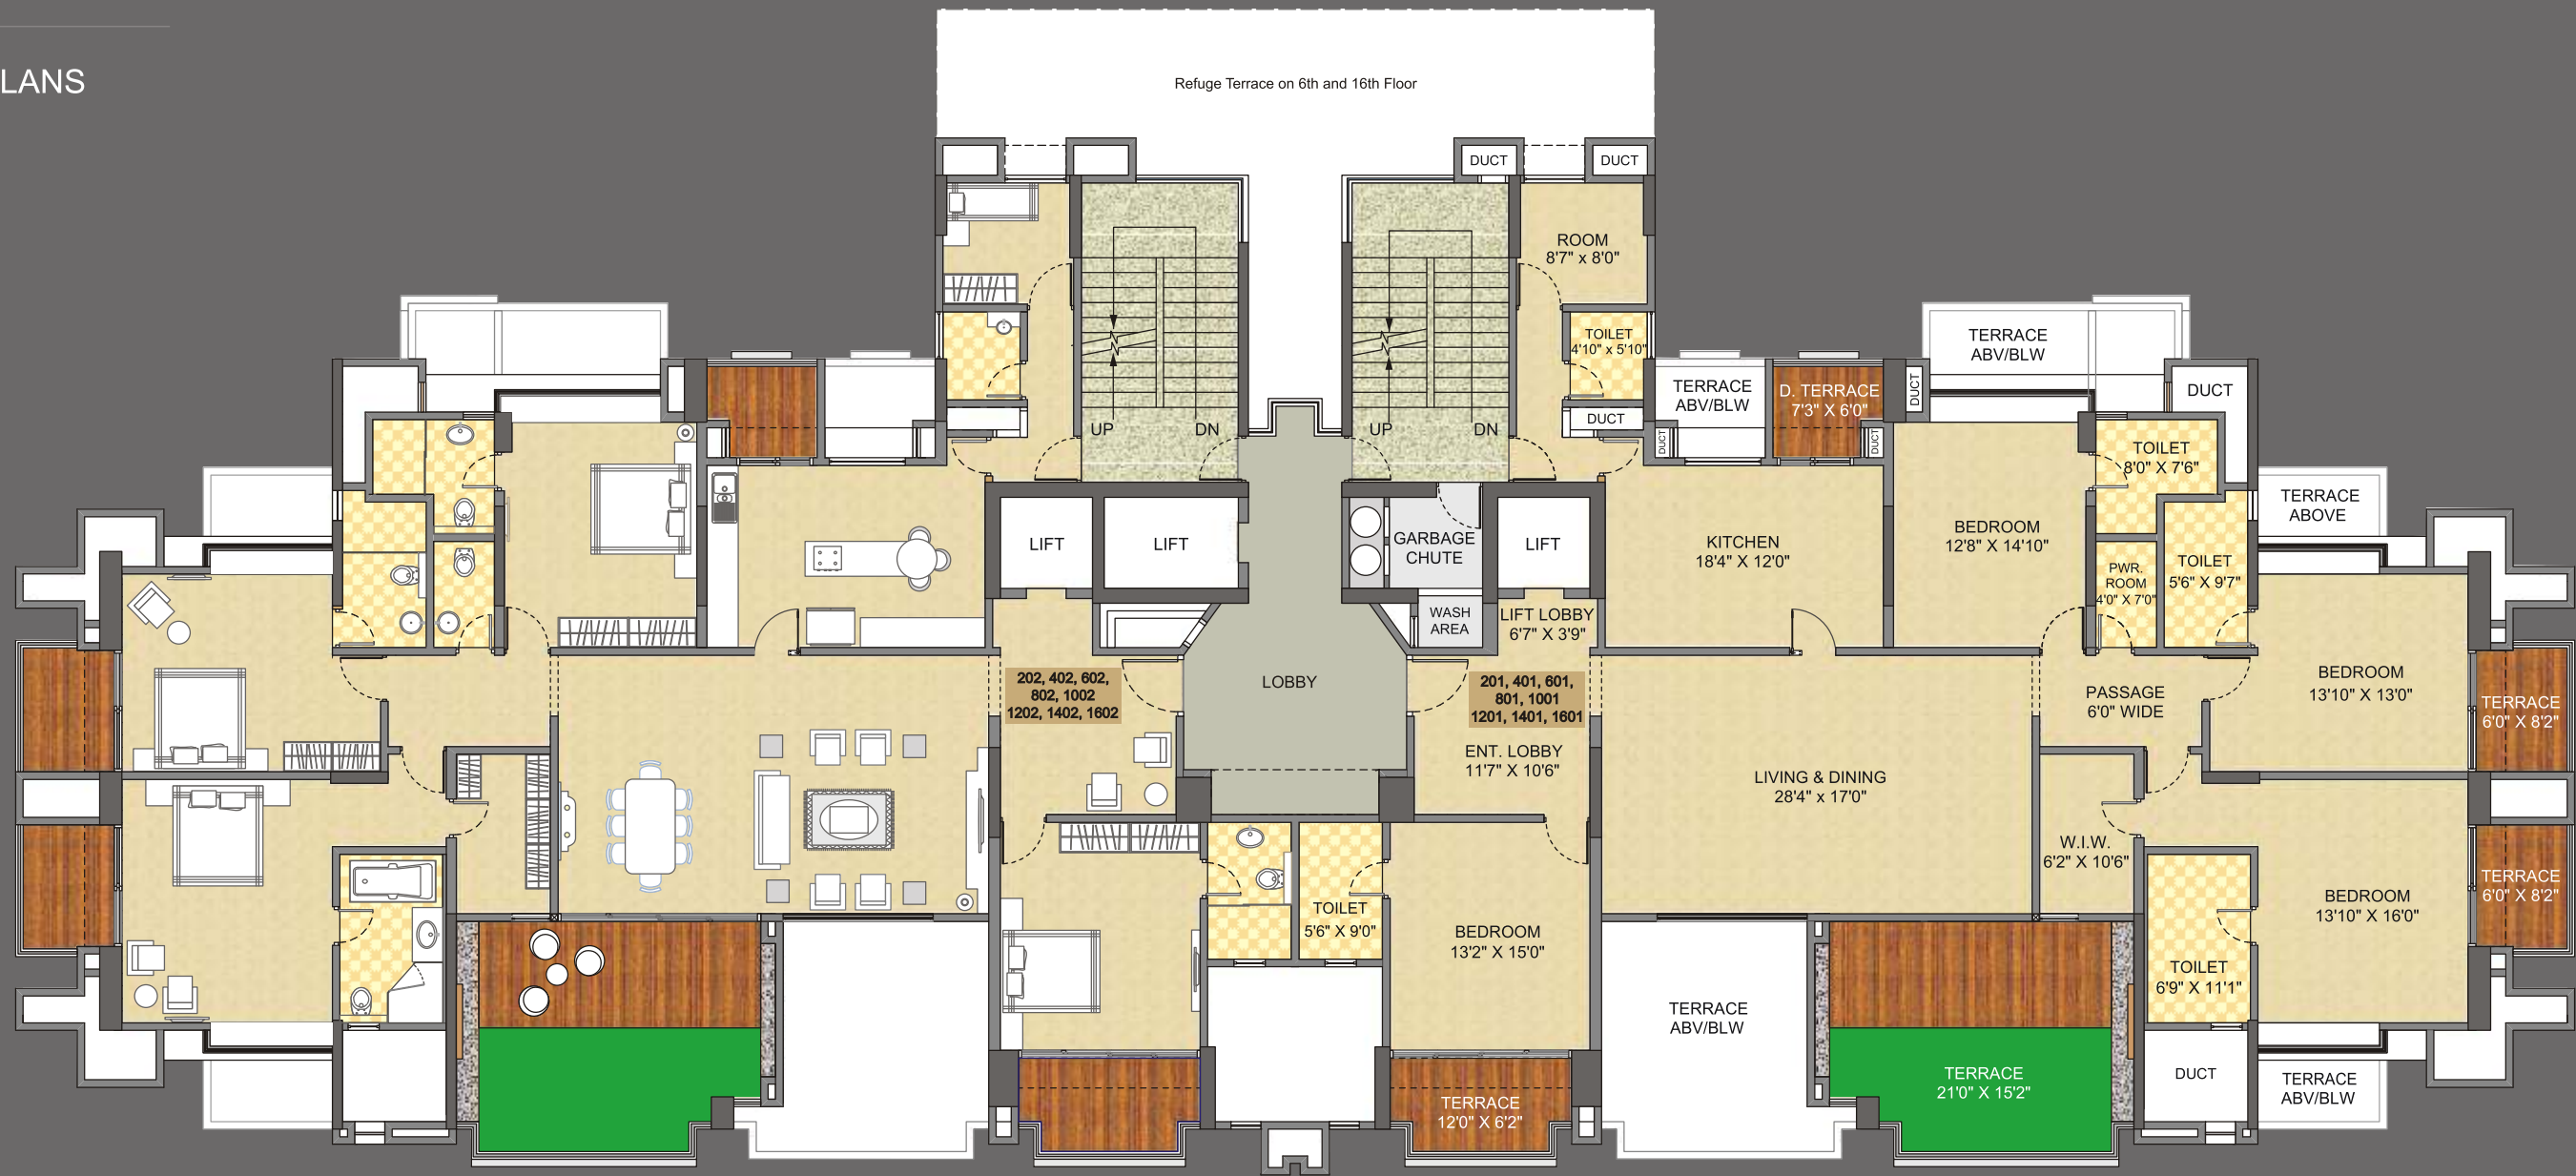 LANS
Refuge Terrace on 6th and 16th Floor
DUCT
DUCT
ROOM
8'7" x 8'0"
TOILET
4'10" x 5'10"
TERRACE
ABV/BLW
TERRACE
ABV/BLW
D. TERRACE
7'3" X 6'0"
DUCT
DUCT
DUCT
UP
DN
UP
DN
DUCT
DUCT
TOILET
8'0" X 7'6"
TERRACE
ABOVE
LIFT
LIFT
GARBAGE
CHUTE
LIFT
KITCHEN
18'4" X 12'0"
BEDROOM
12'8" X 14'10"
PWR.
ROOM
4'0" X 7'0"
TOILET
5'6" X 9'7"
WASH
AREA
LIFT LOBBY
6'7" X 3'9"
202, 402, 602,
802, 1002
1202, 1402, 1602
LOBBY
201, 401, 601,
801, 1001
1201, 1401, 1601
PASSAGE
6'0" WIDE
BEDROOM
13'10" X 13'0"
TERRACE
6'0" X 8'2"
ENT. LOBBY
11'7" X 10'6"
LIVING & DINING
28'4" x 17'0"
W.I.W.
6'2" X 10'6"
TERRACE
6'0" X 8'2"
BEDROOM
13'10" X 16'0"
TOILET
5'6" X 9'0"
BEDROOM
13'2" X 15'0"
TOILET
6'9" X 11'1"
TERRACE
ABV/BLW
TERRACE
21'0" X 15'2"
DUCT
TERRACE
ABV/BLW
TERRACE
12'0" X 6'2"